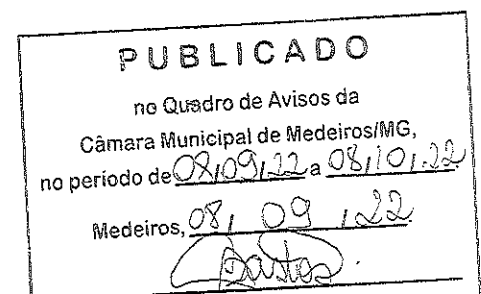 PUBLICADO
no Quadro de Avisos da
Câmara Municipal de Medeiros/MG,
no período de 08/09/22 a 08/10/22
Medeiros, 08/09/22